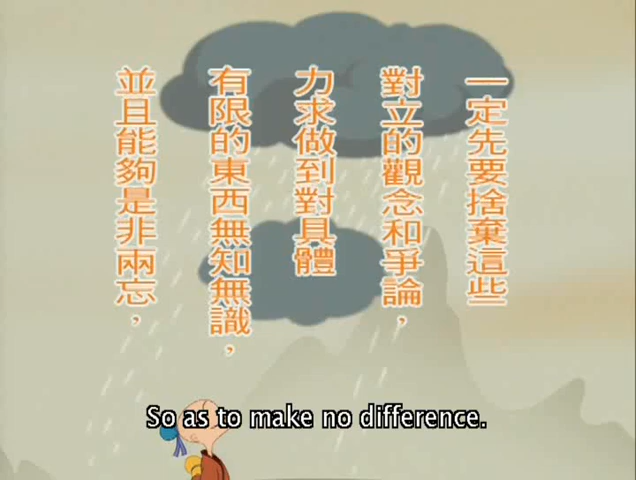 一定先要捨棄這些
對立的觀念和爭論，
力求做到對具體
有限的東西無知無識，
並且能夠是非兩忘，
So as to make no difference.